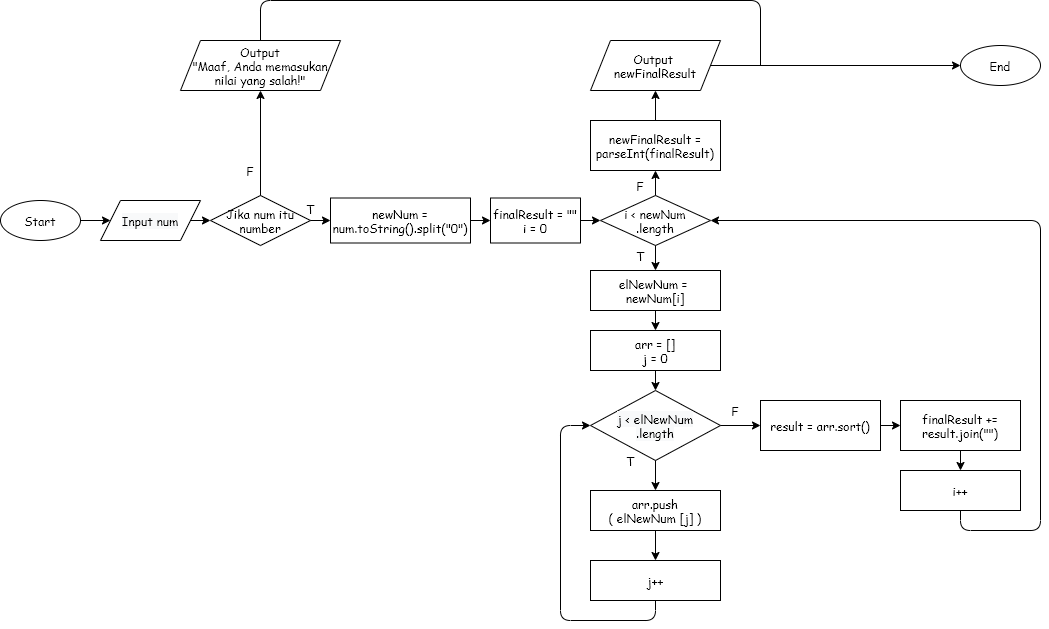 Output
"Maaf, Anda memasukan
nilai yang salah!"
Output
newFinalResult
End
newFinalResult =
parseInt(finalResult)
F
F
Start
Input num
Jika num itu
number
T
newNum =
num.toString().split("0")
finalResult = ""
i = 0
i < newNum
.length
T
elNewNum =
newNum[i]
arr = []
j = 0
j < elNewNum
.length
F
result = arr.sort()
finalResult +=
result.join("")
T
i++
arr.push
( elNewNum [j] )
j++